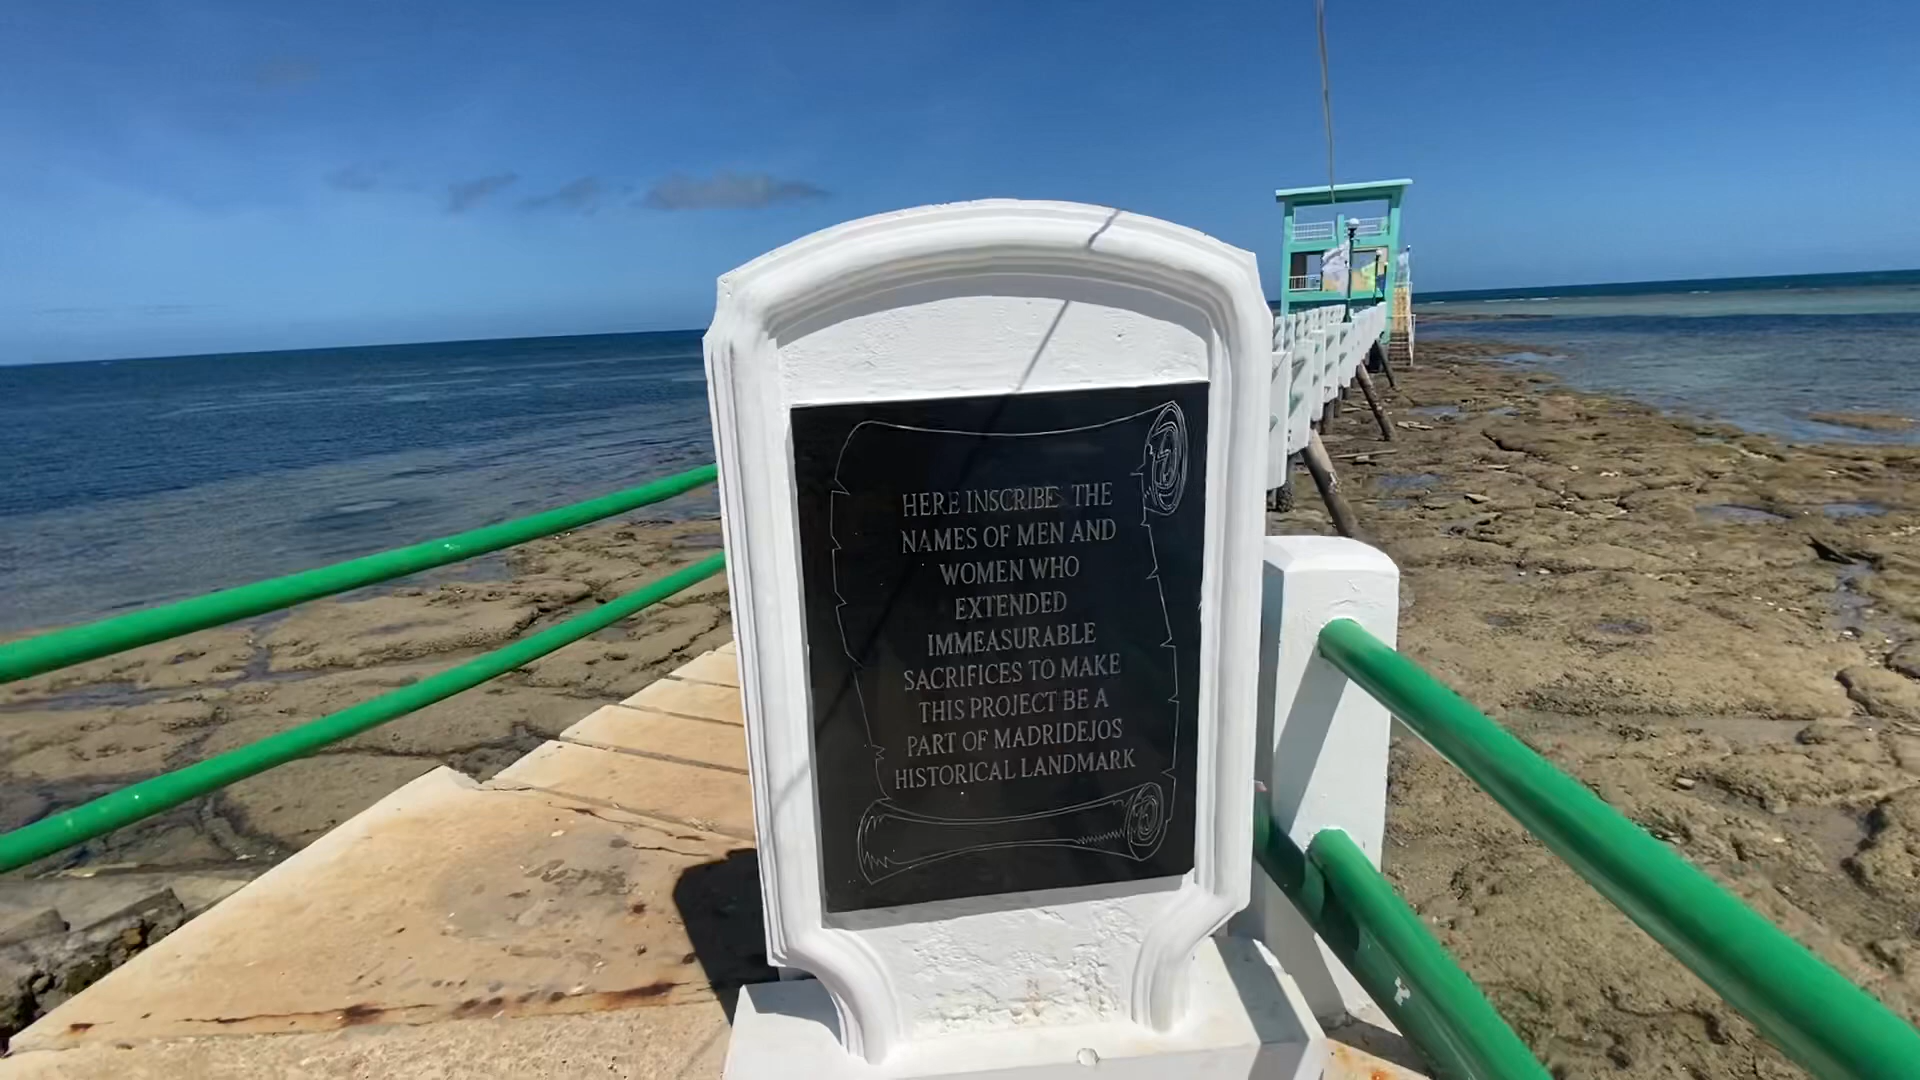 HERE INSCRIBE THE
NAMES OF MEN AND
WOMEN WHO
EXTENDED
IMMEASURABLE
SACRIFICES TO MAKE
THIS PROJECT BE A
PART OF MADRIDEJOS
HISTORICAL LANDMARK